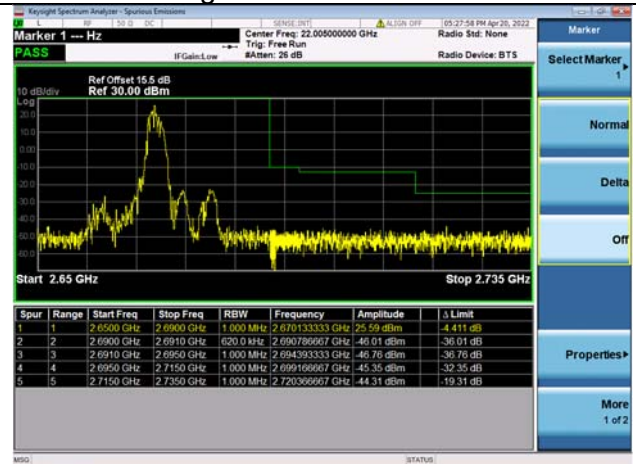 Keysight Spectrum Analyzer - Spurious Emissions
RF 50 Ω DC SENSE:INT ALIGN OFF 05:27:58 PM Apr 20, 2022
Marker 1 --- Hz Center Freq: 22.005000000 GHz Radio Std: None
Trig: Free Run
PASS IFGain:Low #Atten: 26 dB Radio Device: BTS
Ref Offset 15.5 dB
10 dB/div Ref 30.00 dBm
Log
20.0
10.0
0.00
-10.0
-20.0
-30.0
-40.0
-50.0
-60.0
Start 2.65 GHz Stop 2.735 GHz
Spur Range Start Freq Stop Freq RBW Frequency Amplitude Δ Limit
1 1 2.6500 GHz 2.6900 GHz 1.000 MHz 2.670133333 GHz 25.59 dBm -4.411 dB
2 2 2.6900 GHz 2.6910 GHz 620.0 kHz 2.690786667 GHz -46.01 dBm -36.01 dB
3 3 2.6910 GHz 2.6950 GHz 1.000 MHz 2.694393333 GHz -46.76 dBm -36.76 dB
4 4 2.6950 GHz 2.7150 GHz 1.000 MHz 2.699166667 GHz -45.35 dBm -32.35 dB
5 5 2.7150 GHz 2.7350 GHz 1.000 MHz 2.720366667 GHz -44.31 dBm -19.31 dB
MSG STATUS
Marker
Select Marker
1
Normal
Delta
Off
Properties
More
1 of 2